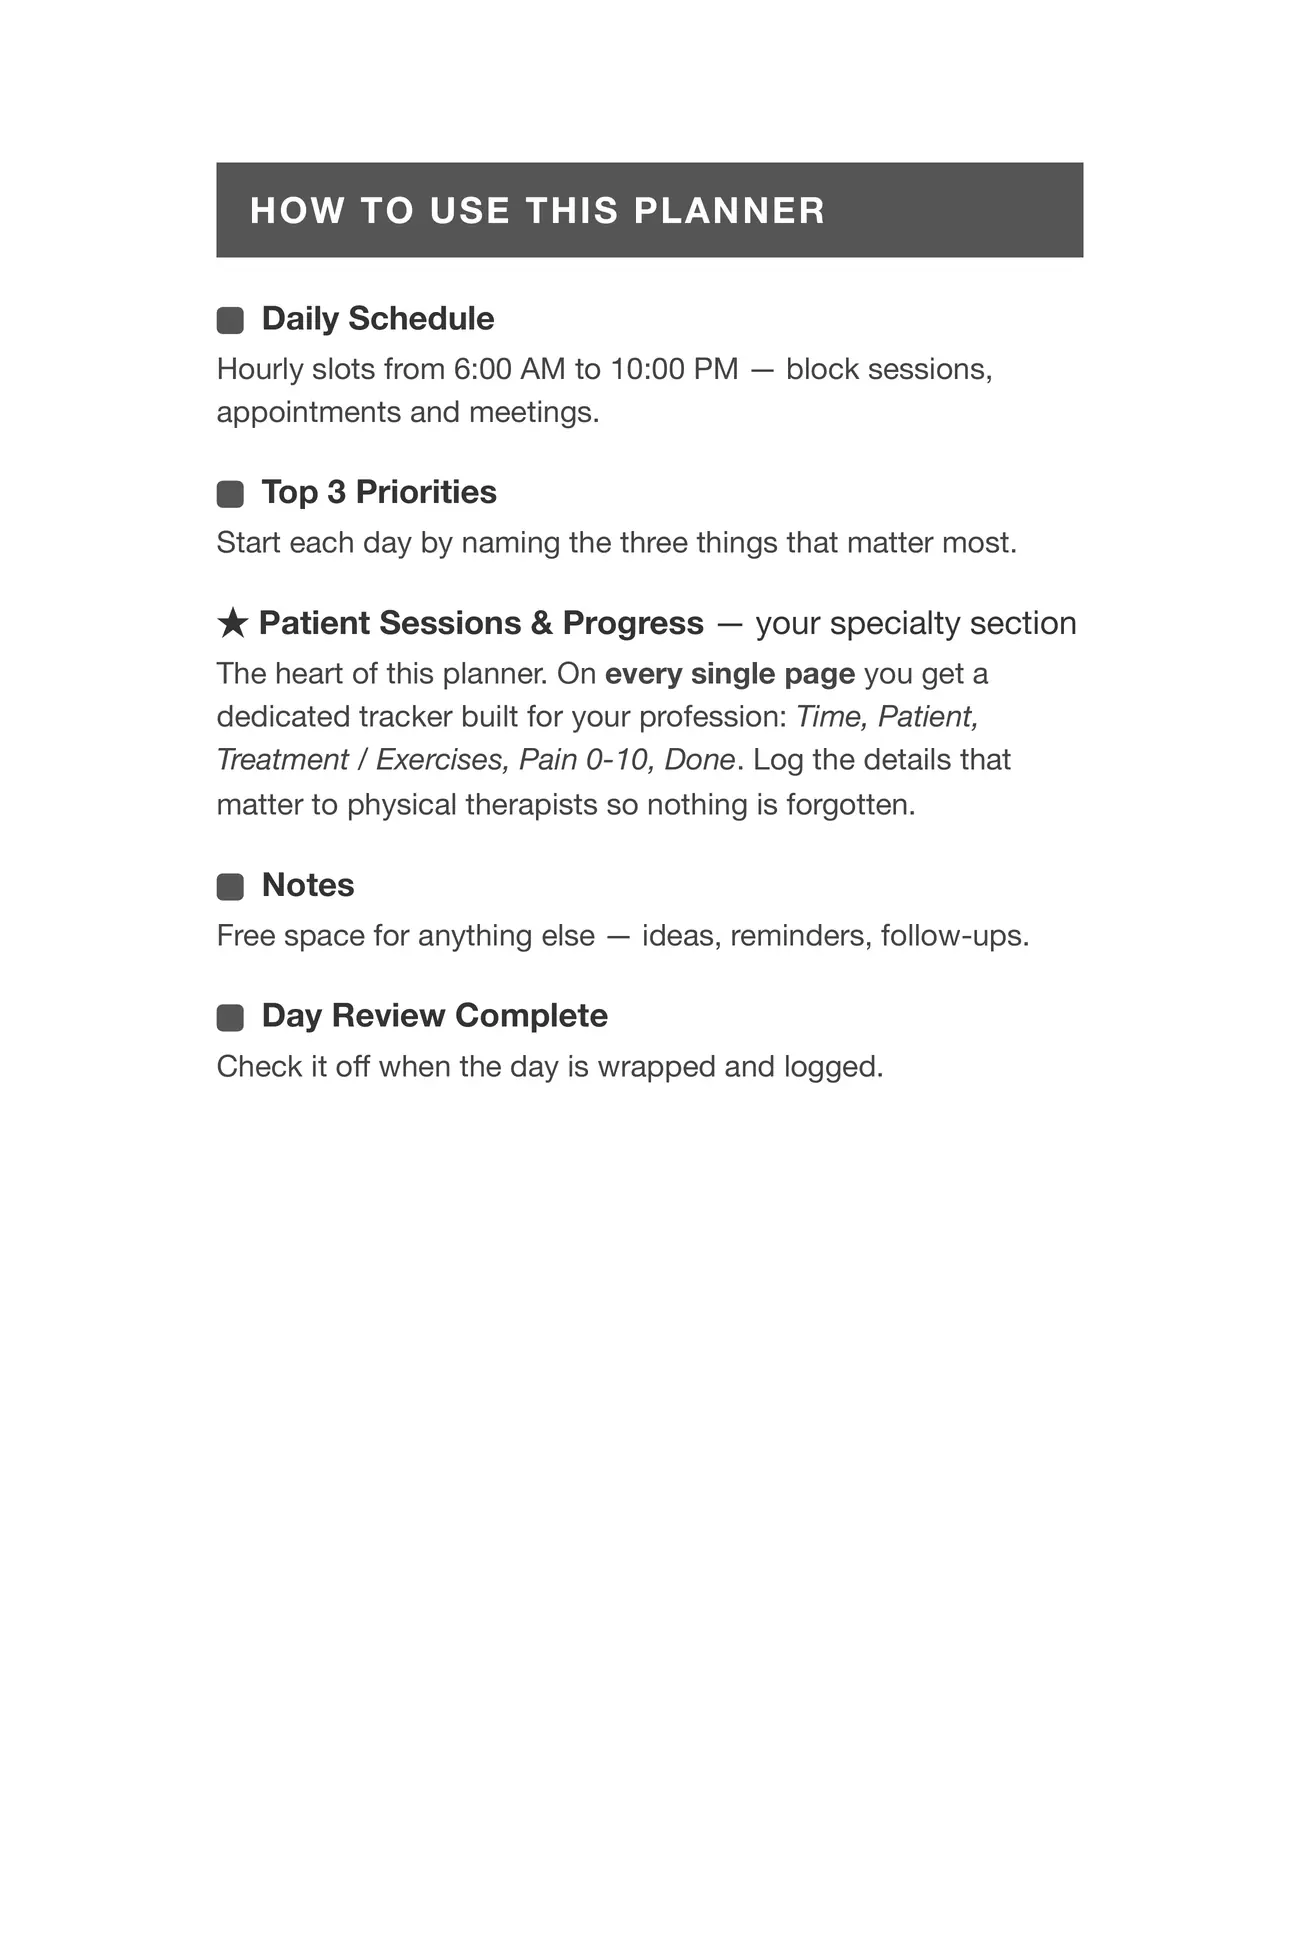 HOW TO USE THIS PLANNER
Daily Schedule
Hourly slots from 6:00 AM to 10:00 PM — block sessions,
appointments and meetings.
Top 3 Priorities
Start each day by naming the three things that matter most.
★ Patient Sessions & Progress — your specialty section
The heart of this planner. On every single page you get a
dedicated tracker built for your profession: Time, Patient,
Treatment / Exercises, Pain 0-10, Done. Log the details that
matter to physical therapists so nothing is forgotten.
Notes
Free space for anything else — ideas, reminders, follow-ups.
Day Review Complete
Check it off when the day is wrapped and logged.